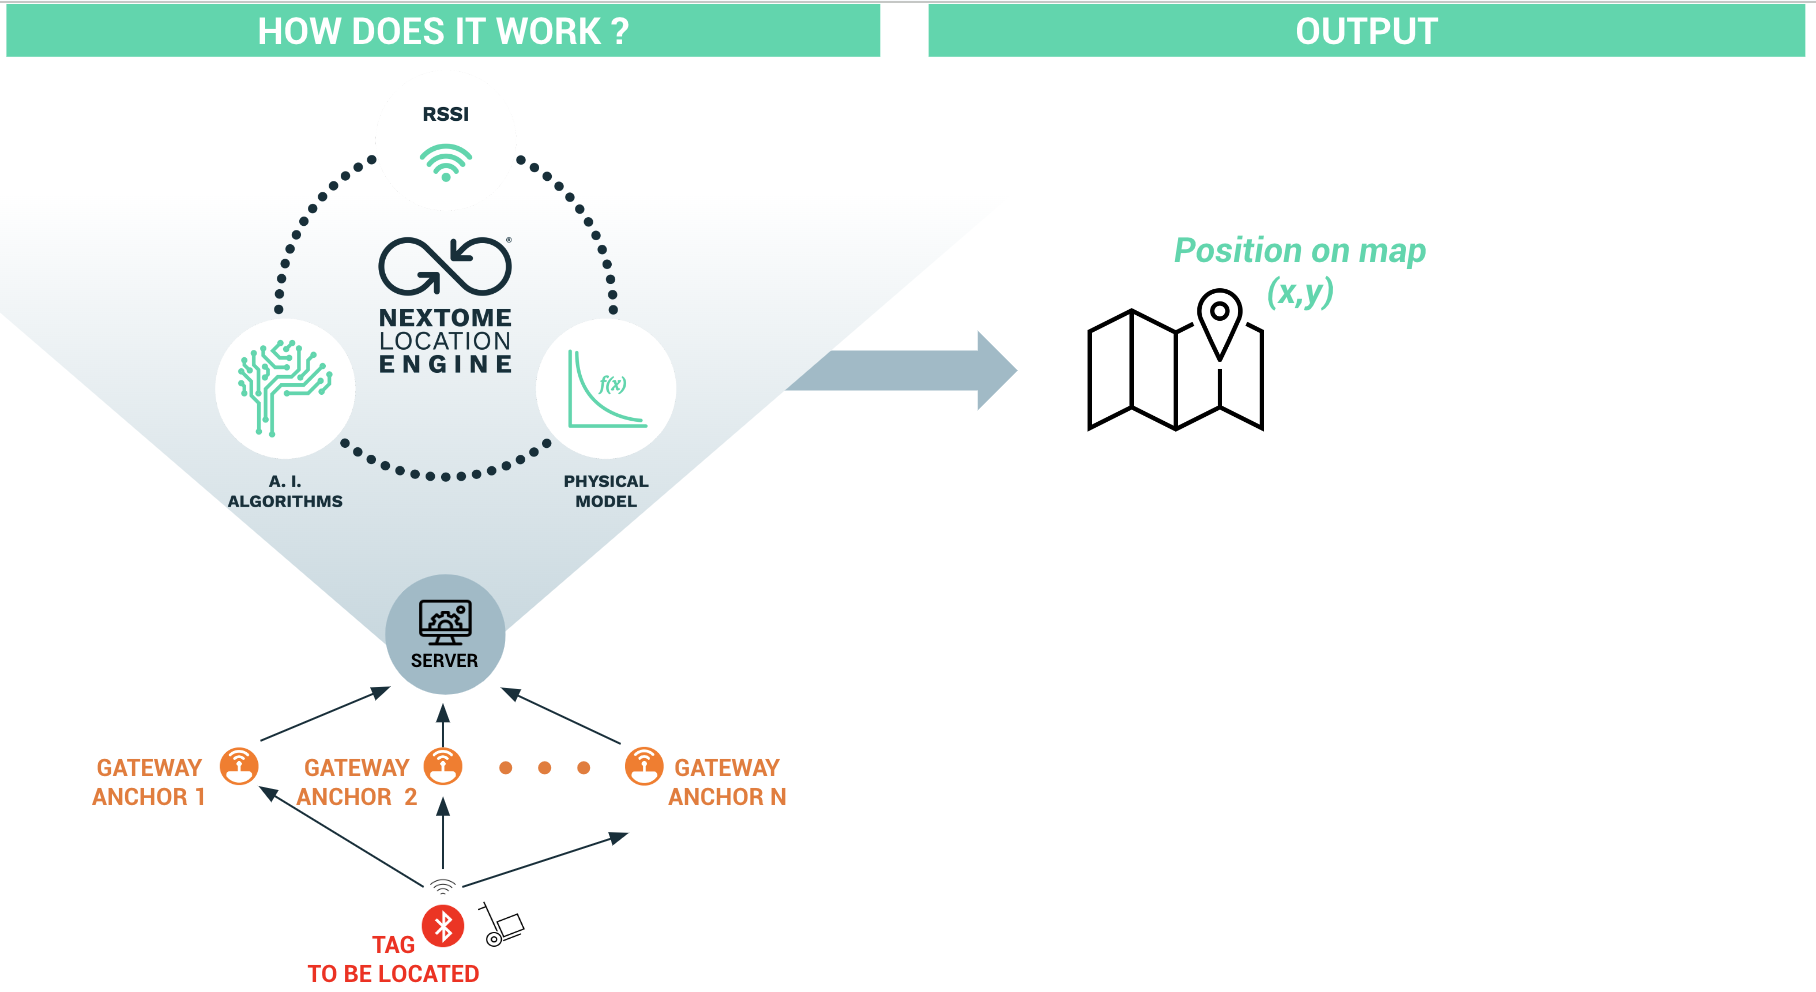 HOW DOES IT WORK ?
OUTPUT
RSSI
®
NEXTOME
LOCATION
ENGINE
f(x)
A. I.
ALGORITHMS
PHYSICAL
MODEL
Position on map
(x,y)
SERVER
GATEWAY
ANCHOR 1
GATEWAY
ANCHOR 2
GATEWAY
ANCHOR N
TAG
TO BE LOCATED